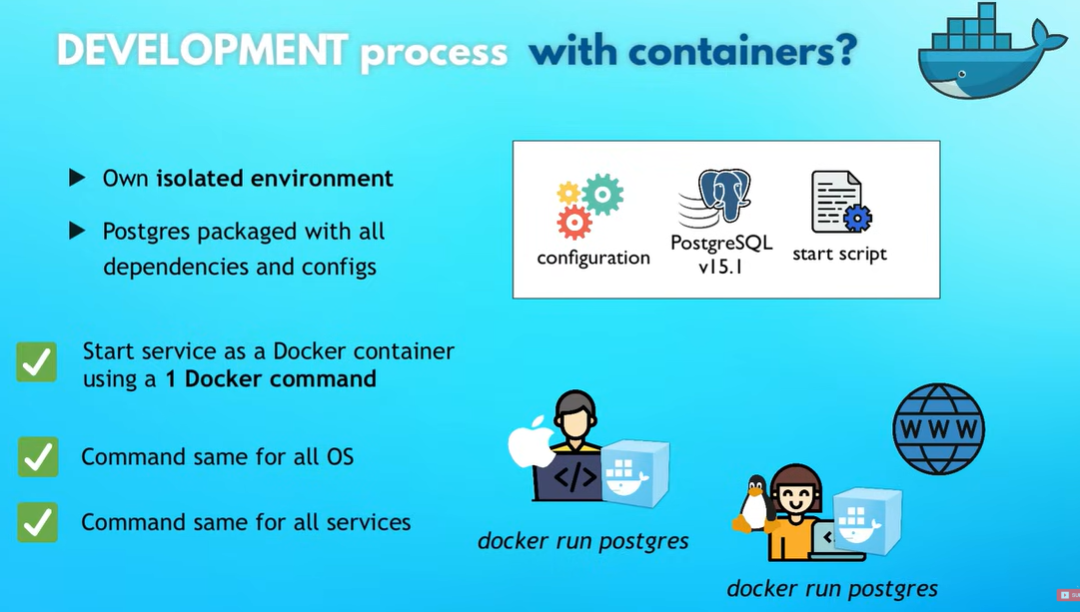 DEVELOPMENT process with containers?
Own isolated environment
Postgres packaged with all
dependencies and configs
configuration
PostgreSQL
v15.1
start script
Start service as a Docker container
using a 1 Docker command
Command same for all OS
Command same for all services
</>
docker run postgres
WWW
docker run postgres